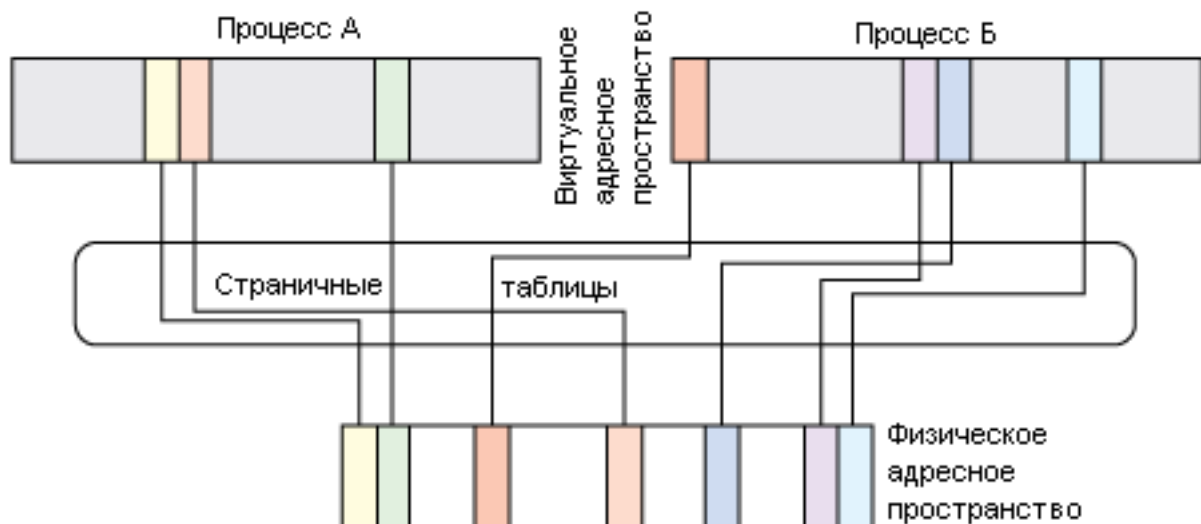 Процесс А
Виртуальное
адресное
пространство
Процесс Б
Страничные таблицы
Физическое
адресное
пространство